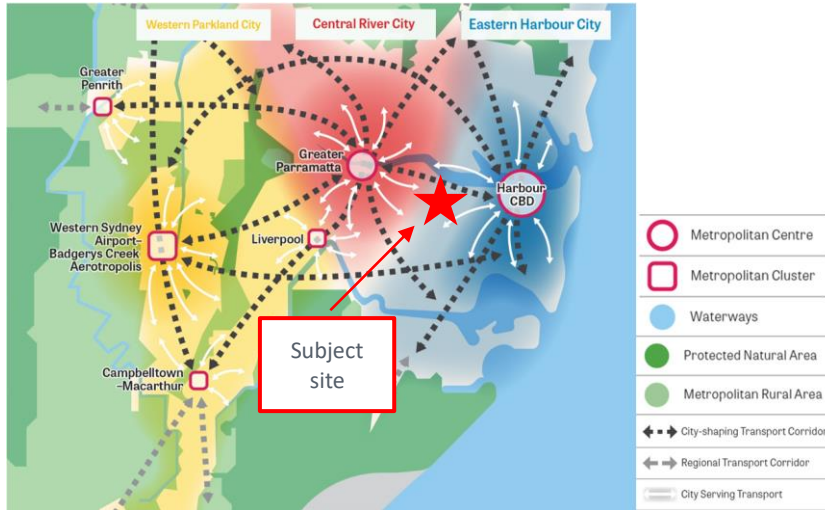 Western Parkland City
Central River City
Eastern Harbour City
Greater
Penrith
Greater
Parramatta
Harbour
CBD
Western Sydney
Airport–
Badgerys Creek
Aerotropolis
Liverpool
Subject
site
Campbelltown
–Macarthur
Metropolitan Centre
Metropolitan Cluster
Waterways
Protected Natural Area
Metropolitan Rural Area
City-shaping Transport Corridor
Regional Transport Corridor
City Serving Transport